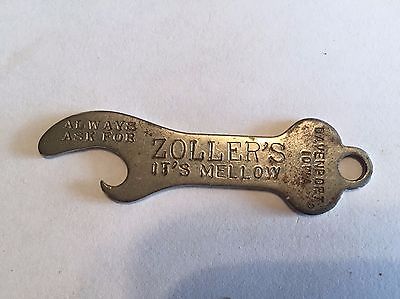 ALWAYS
ASK FOR
ZOLLER'S
IT'S MELLOW
DAVENPORT
IOWA